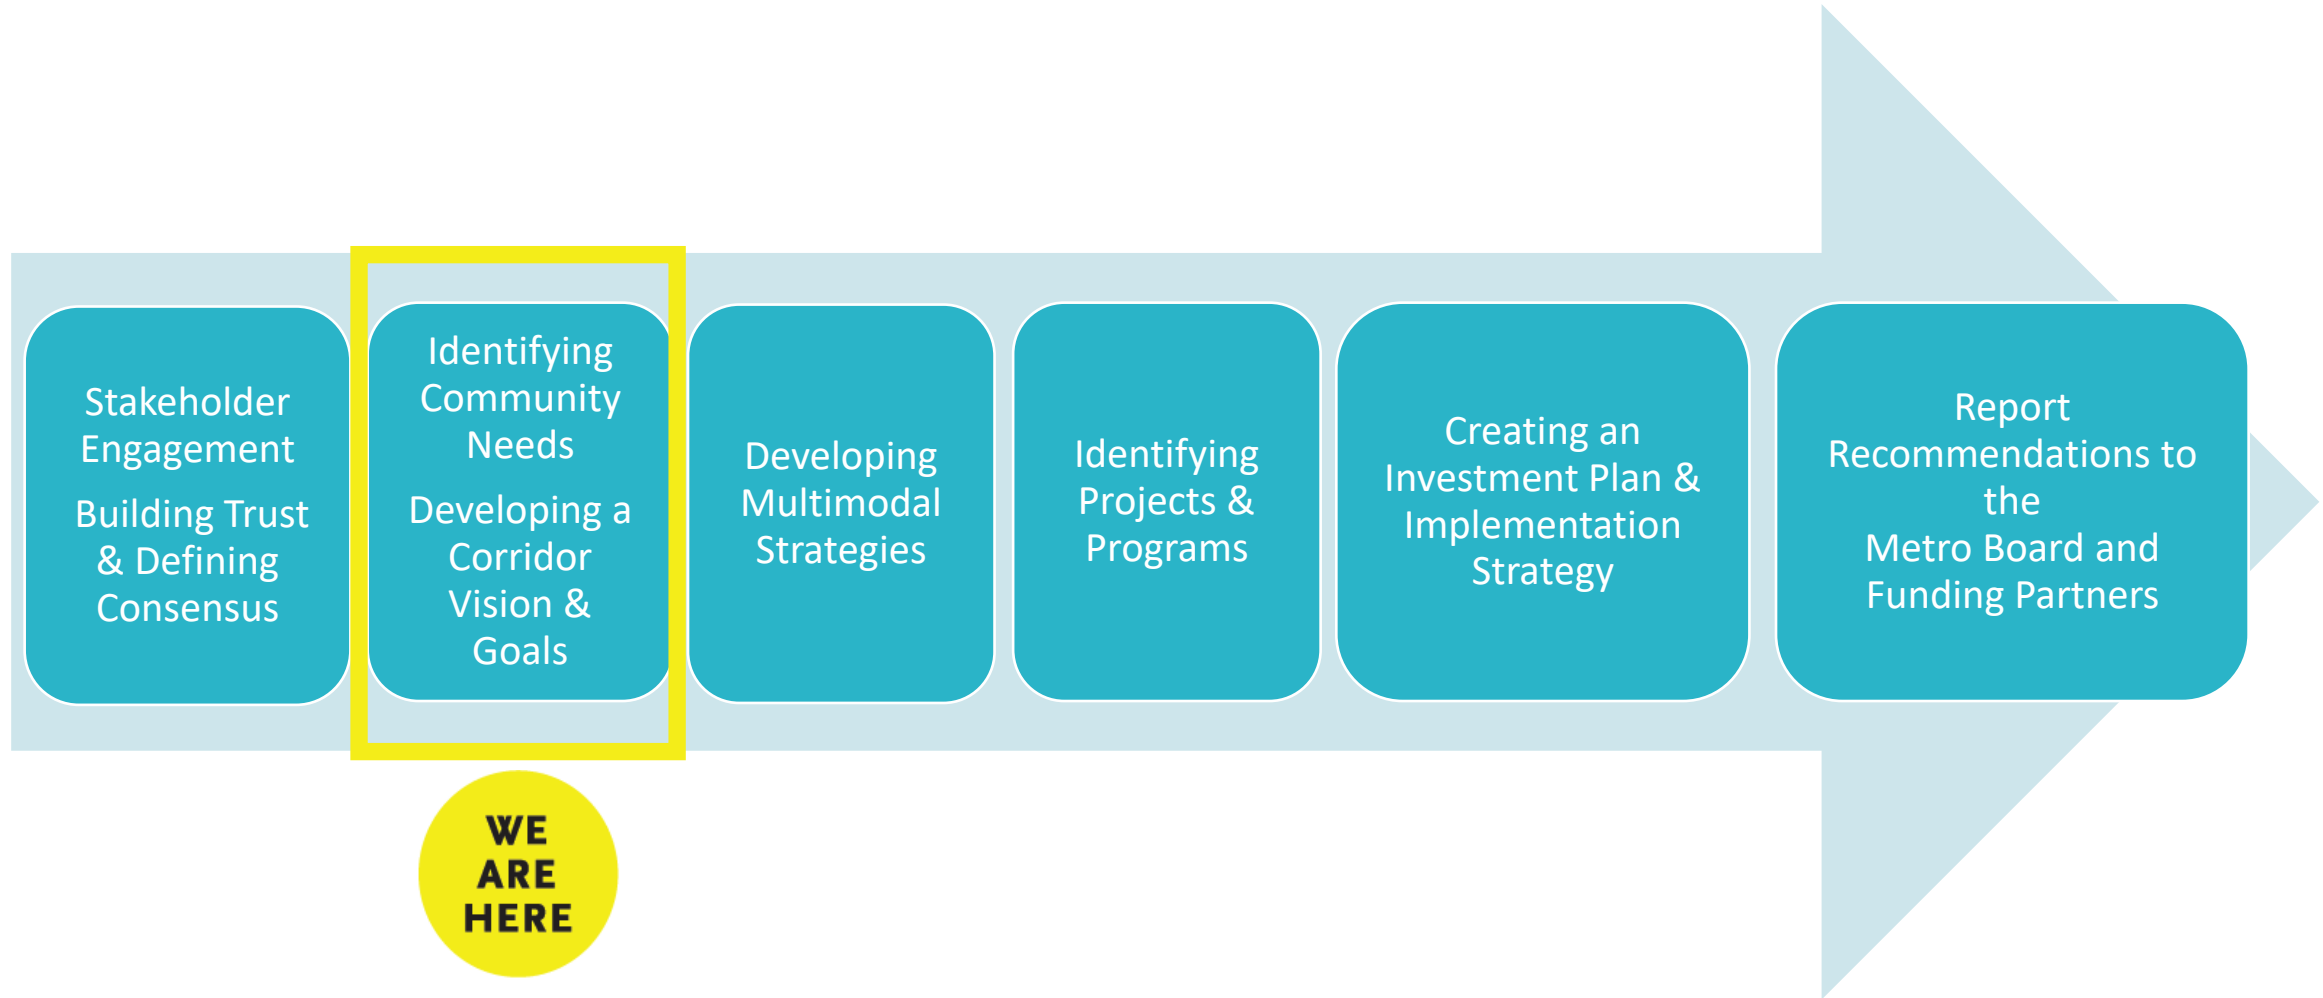 Stakeholder
Engagement
Building Trust
& Defining
Consensus
Identifying
Community
Needs
Developing a
Corridor
Vision &
Goals
Developing
Multimodal
Strategies
Identifying
Projects &
Programs
Creating an
Investment Plan &
Implementation
Strategy
Report
Recommendations to
the
Metro Board and
Funding Partners
WE
ARE
HERE